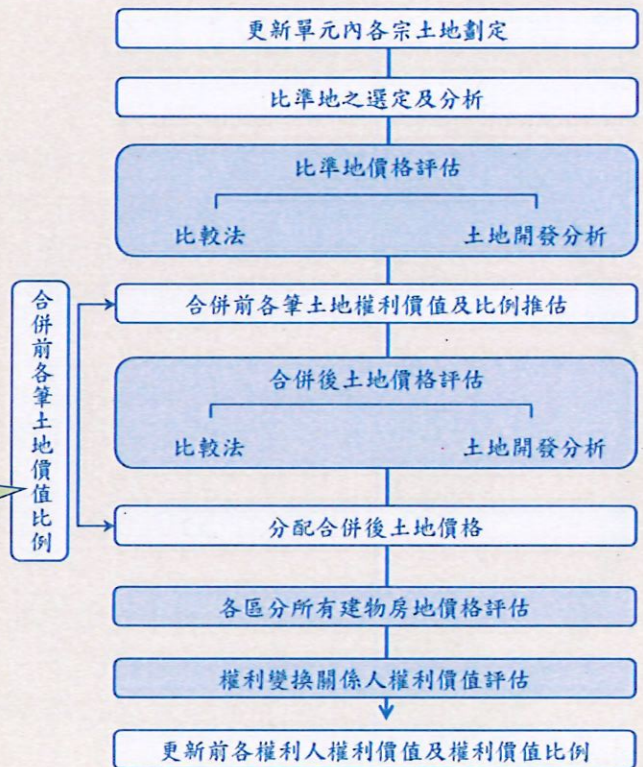 更新單元內各宗土地劃定
比準地之選定及分析
比準地價格評估
比較法
土地開發分析
合併前各筆土地權利價值及比例推估
合併前各筆土地價值比例
合併後土地價格評估
比較法
土地開發分析
分配合併後土地價格
各區分所有建物房地價格評估
權利變換關係人權利價值評估
更新前各權利人權利價值及權利價值比例